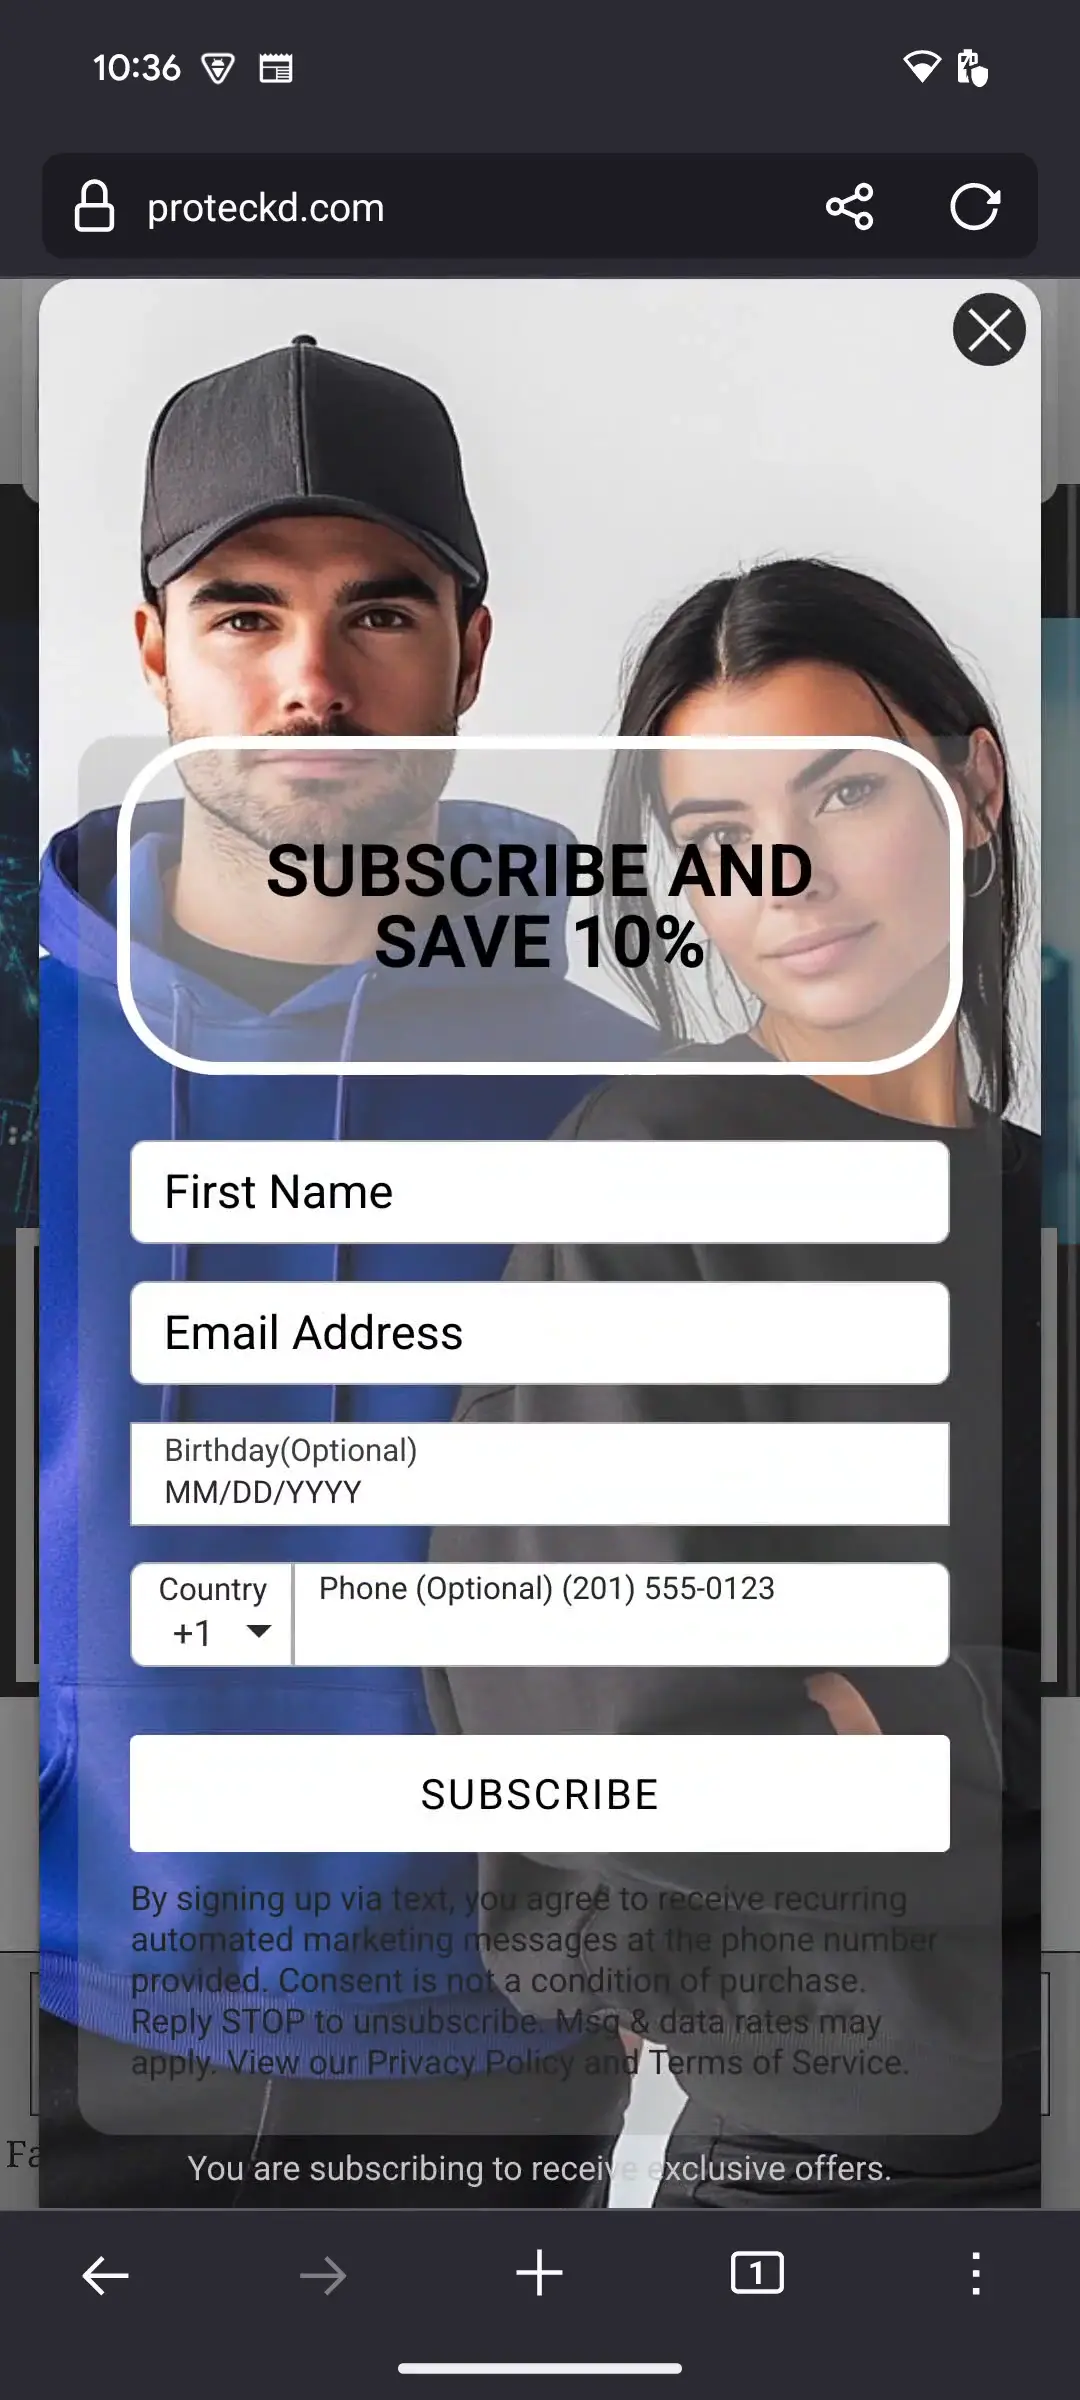 10:36
proteckd.com
SUBSCRIBE AND
SAVE 10%
First Name
Email Address
Birthday(Optional)
MM/DD/YYYY
Country
+1
Phone (Optional) (201) 555-0123
SUBSCRIBE
By signing up via text, you agree to receive recurring
automated marketing messages at the phone number
provided. Consent is not a condition of purchase.
Reply STOP to unsubscribe. Msg & data rates may
apply. View our Privacy Policy and Terms of Service.
Fa
You are subscribing to receive exclusive offers.
1